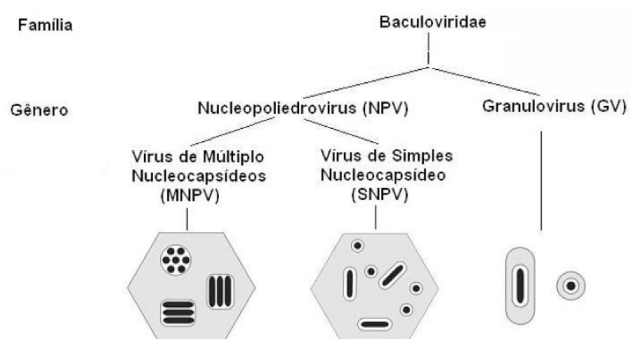 Família
Baculoviridae
Gênero
Nucleopoliedrovirus (NPV)
Granulovirus (GV)
Vírus de Múltiplo
Nucleocapsídeos
(MNPV)
Vírus de Simples
Nucleocapsídeo
(SNPV)